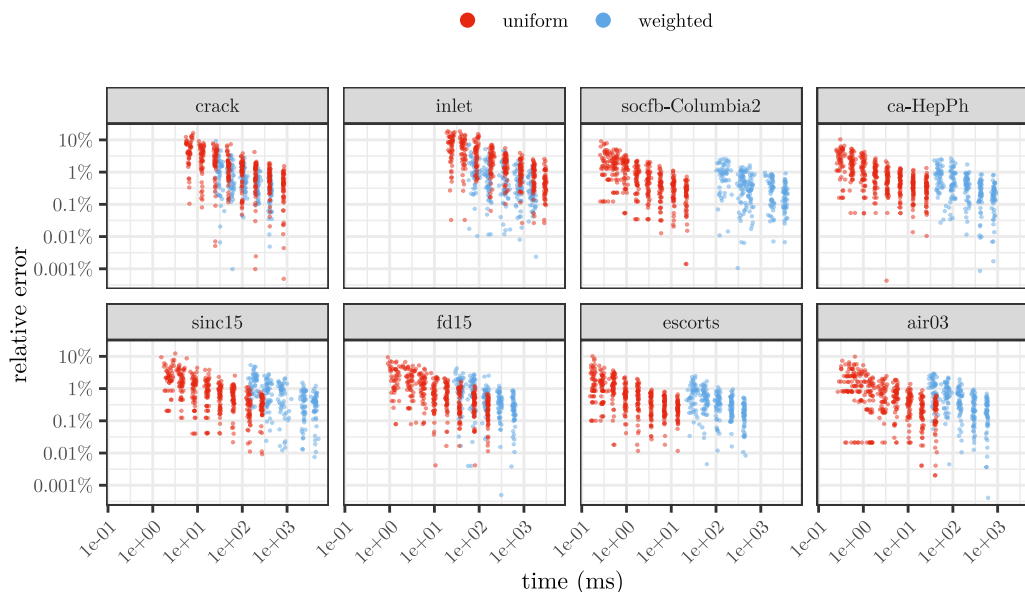 uniform weighted
crack inlet socfb-Columbia2 ca-HepPh
10%
1%
0.1%
0.01%
0.001%
sinc15 fd15 escorts air03
10%
1%
0.1%
0.01%
0.001%
relative error
1e-01 1e+00 1e+01 1e+02 1e+03 1e-01 1e+00 1e+01 1e+02 1e+03 1e-01 1e+00 1e+01 1e+02 1e+03 1e-01 1e+00 1e+01 1e+02 1e+03
time (ms)